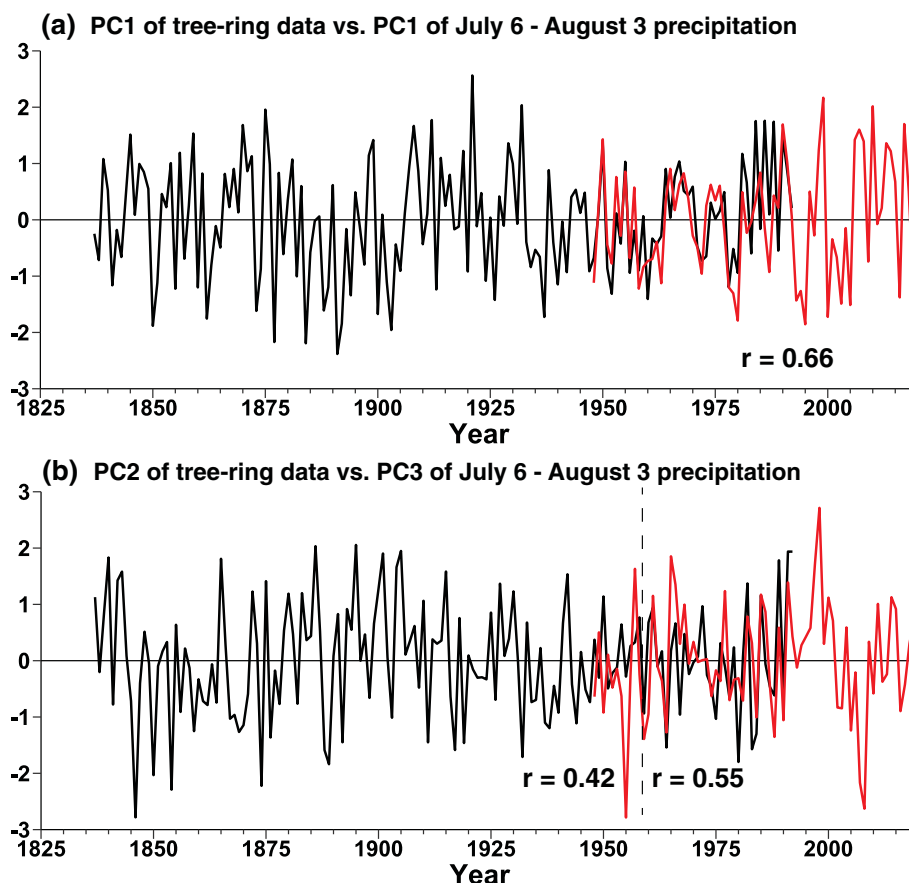 (a) PC1 of tree-ring data vs. PC1 of July 6 - August 3 precipitation
3
2
1
0
-1
-2
-3
r = 0.66
1825 1850 1875 1900 1925 1950 1975 2000
Year
(b) PC2 of tree-ring data vs. PC3 of July 6 - August 3 precipitation
3
2
1
0
-1
-2
-3
r = 0.42 r = 0.55
1825 1850 1875 1900 1925 1950 1975 2000
Year